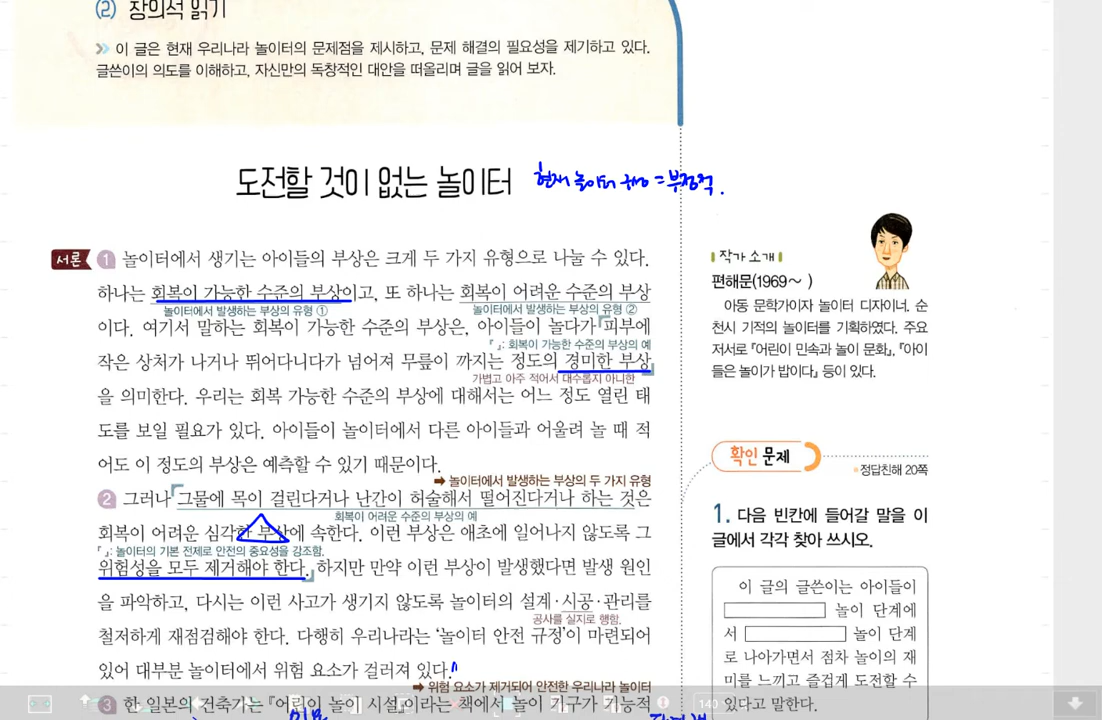 (2) 창의적 읽기
» 이 글은 현재 우리나라 놀이터의 문제점을 제시하고, 문제 해결의 필요성을 제기하고 있다.
글쓴이의 의도를 이해하고, 자신만의 독창적인 대안을 떠올리며 글을 읽어 보자.
도전할 것이 없는 놀이터
현재 놀이터 = 부정적.
서론
1 놀이터에서 생기는 아이들의 부상은 크게 두 가지 유형으로 나눌 수 있다.
하나는 회복이 가능한 수준의 부상이고, 또 하나는 회복이 어려운 수준의 부상
놀이터에서 발생하는 부상의 유형 ① 놀이터에서 발생하는 부상의 유형 ②
이다. 여기서 말하는 회복이 가능한 수준의 부상은, 아이들이 놀다가 『피부에
『 』: 회복이 가능한 수준의 부상의 예
작은 상처가 나거나 뛰어다니다가 넘어져 무릎이 까지는 정도의 경미한 부상』
가볍고 아주 적어서 대수롭지 아니한
을 의미한다. 우리는 회복 가능한 수준의 부상에 대해서는 어느 정도 열린 태
도를 보일 필요가 있다. 아이들이 놀이터에서 다른 아이들과 어울려 놀 때 적
어도 이 정도의 부상은 예측할 수 있기 때문이다.
➡ 놀이터에서 발생하는 부상의 두 가지 유형
2 그러나 『그물에 목이 걸린다거나 난간이 허술해서 떨어진다거나 하는 것은
회복이 어려운 수준의 부상의 예
회복이 어려운 심각한 부상에 속한다. 이런 부상은 애초에 일어나지 않도록 그
『 』: 놀이터의 기본 전제로 안전의 중요성을 강조함.
위험성을 모두 제거해야 한다.』 하지만 만약 이런 부상이 발생했다면 발생 원인
을 파악하고, 다시는 이런 사고가 생기지 않도록 놀이터의 설계·시공·관리를
공사를 실지로 행함.
철저하게 재점검해야 한다. 다행히 우리나라는 ‘놀이터 안전 규정’이 마련되어
있어 대부분 놀이터에서 위험 요소가 걸러져 있다.
➡ 위험 요소가 제거되어 안전한 우리나라 놀이터
3 한 일본의 건축가는 『어린이 놀이 시설』이라는 책에서 놀이 기구가 기능적
작가 소개
편해문(1969~ )
아동 문학가이자 놀이터 디자이너. 순
천시 기적의 놀이터를 기획하였다. 주요
저서로 『어린이 민속과 놀이 문화』, 『아이
들은 놀이가 밥이다』 등이 있다.
확인 문제
정답친해 20쪽
1. 다음 빈칸에 들어갈 말을 이
글에서 각각 찾아 쓰시오.
이 글의 글쓴이는 아이들이
놀이 단계에
서 놀이 단계
로 나아가면서 점차 놀이의 재
미를 느끼고 즐겁게 도전할 수
있다고 말한다.
140